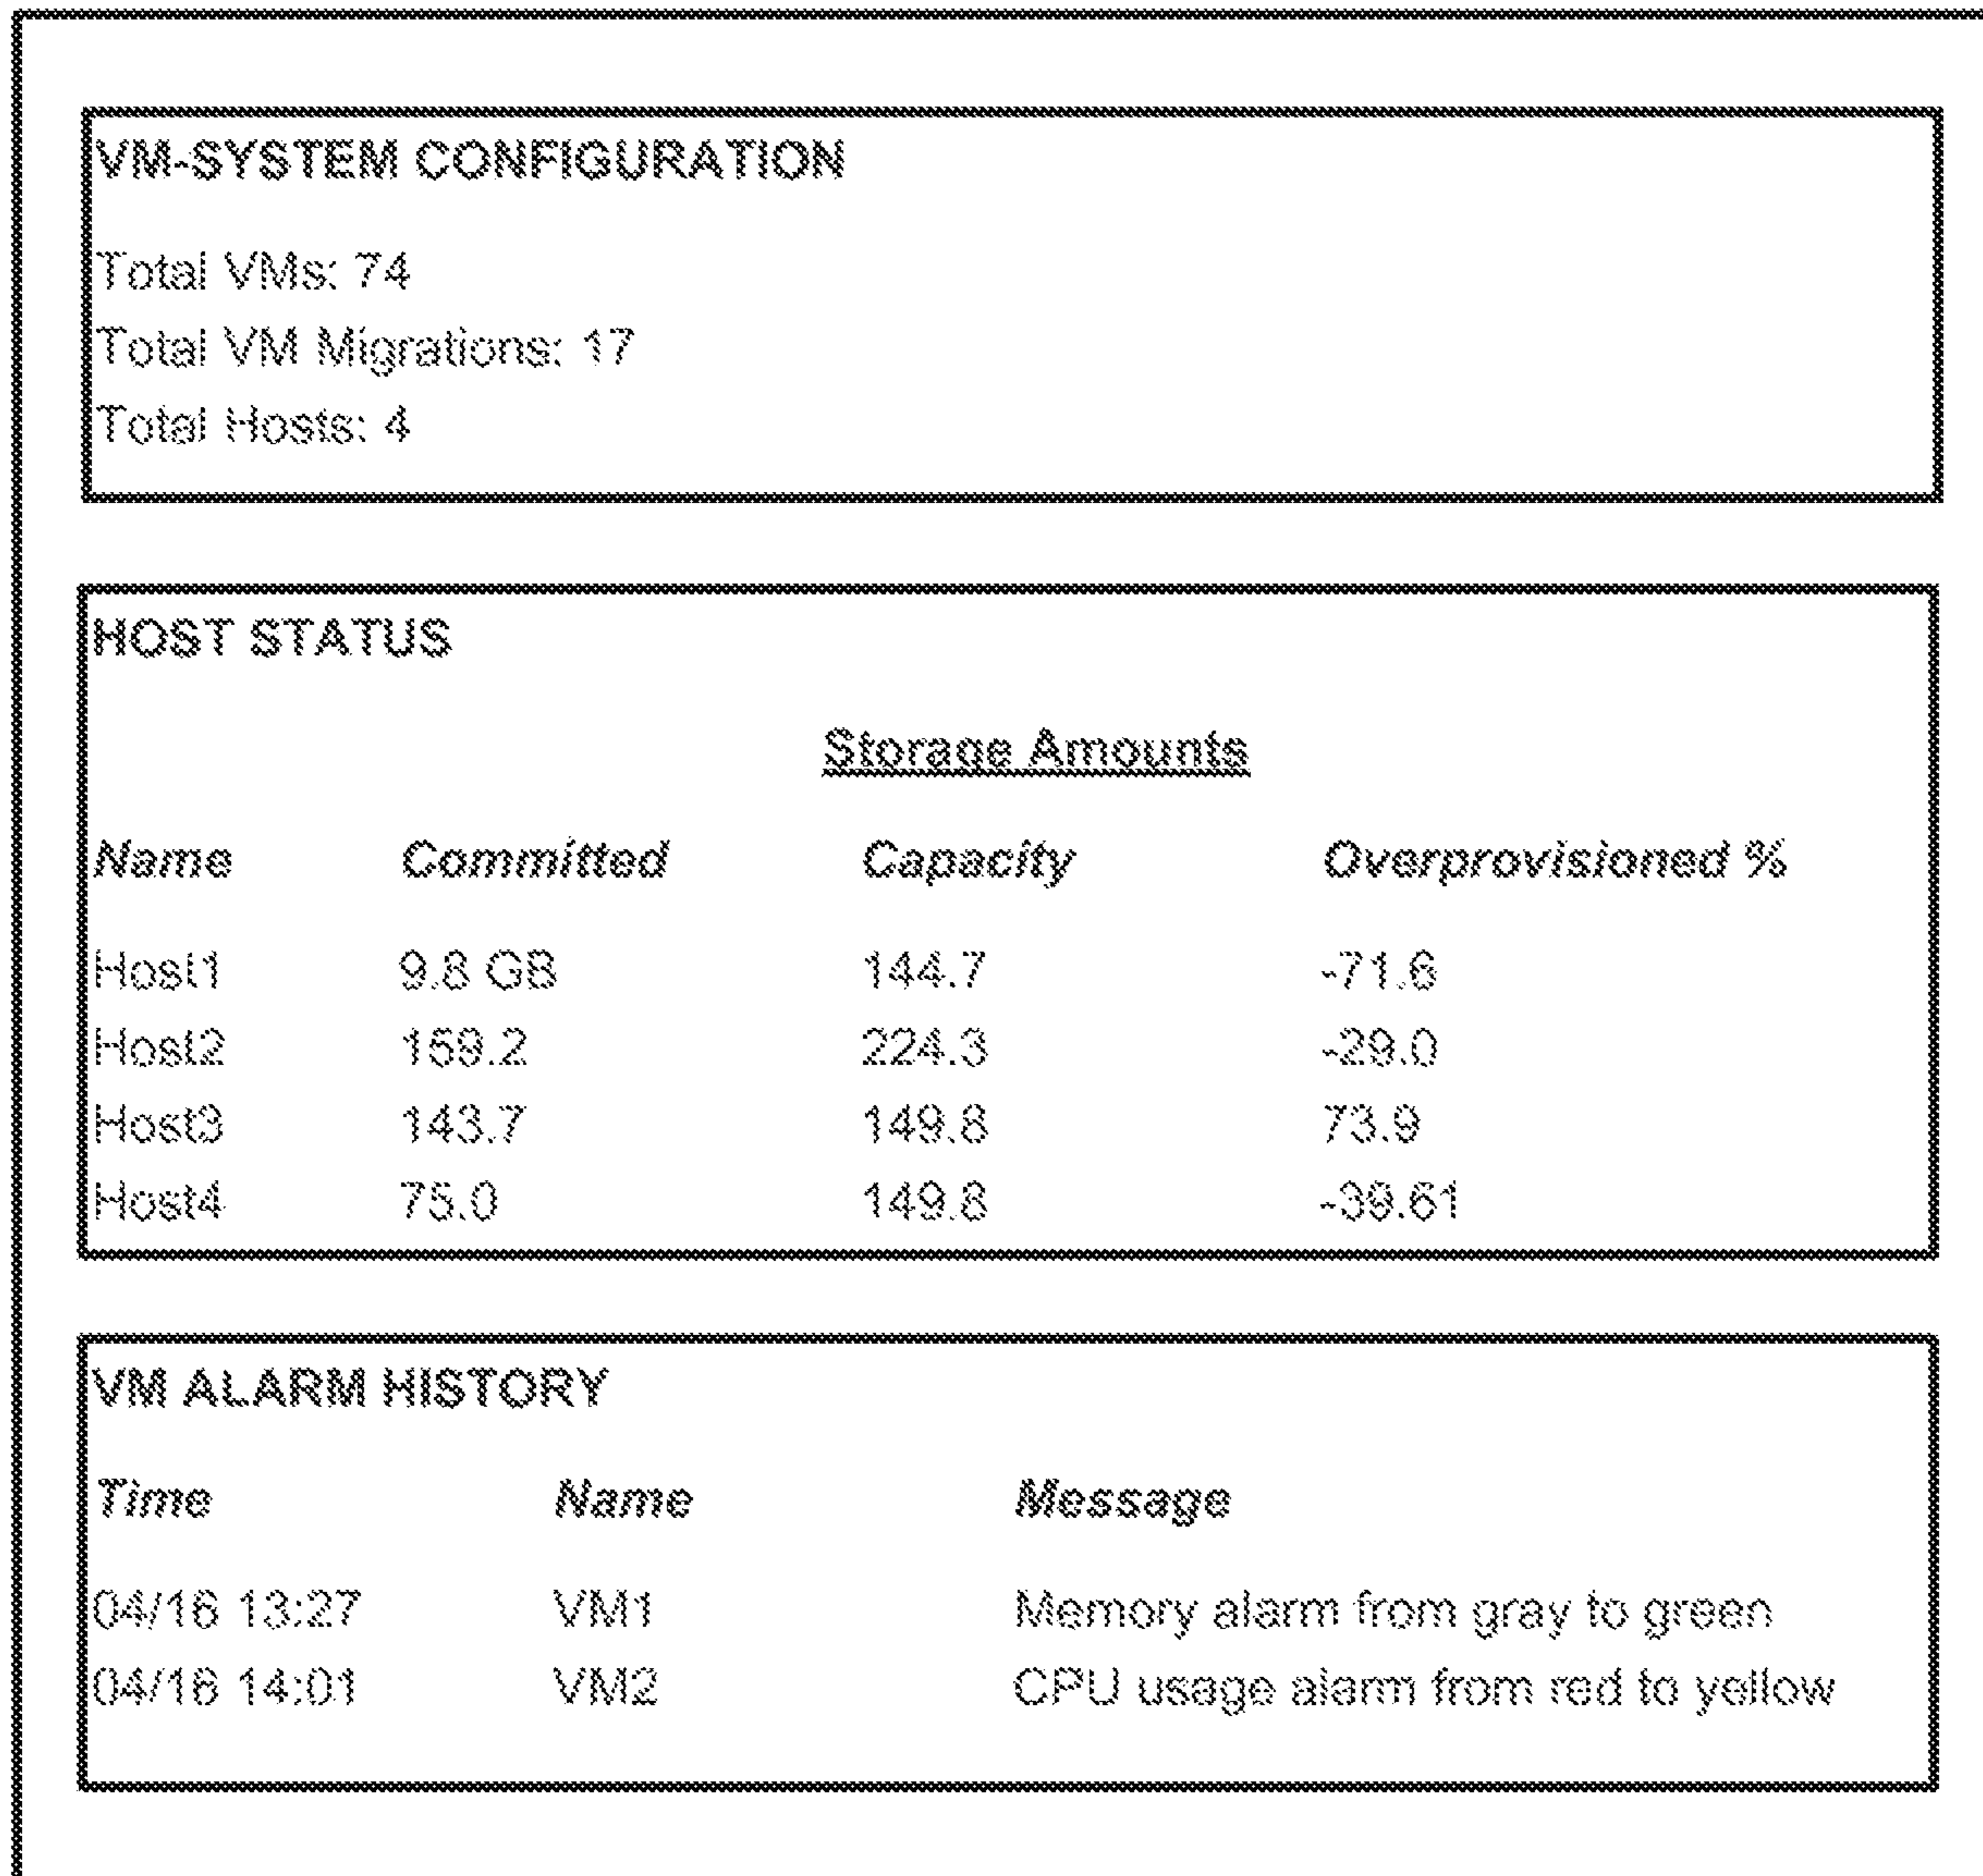 VM-SYSTEM CONFIGURATION
Total VMs: 74
Total VM Migrations: 17
Total Hosts: 4
HOST STATUS
Storage Amounts
Name Committed Capacity Overprovisioned %
Host1 9.8 GB 144.7 -71.6
Host2 159.2 224.3 -29.0
Host3 143.7 149.8 73.9
Host4 75.0 149.8 -39.61
VM ALARM HISTORY
Time Name Message
04/16 13:27 VM1 Memory alarm from gray to green
04/16 14:01 VM2 CPU usage alarm from red to yellow